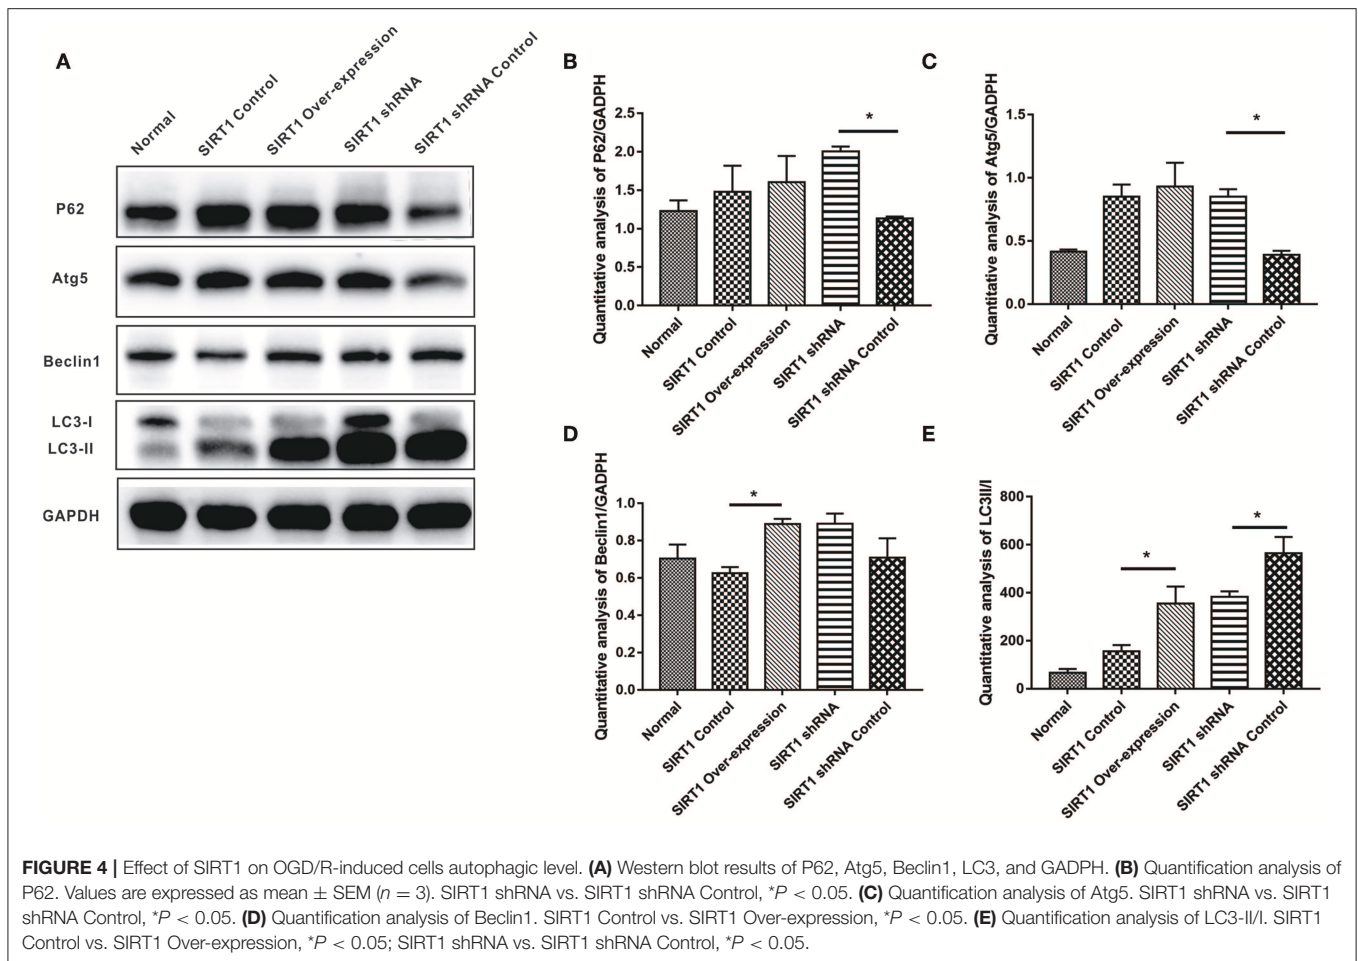 A
Normal
SIRT1 Control
SIRT1 Over-expression
SIRT1 shRNA
SIRT1 shRNA Control
P62
Atg5
Beclin1
LC3-I
LC3-II
GAPDH
B
Quantitative analysis of P62/GADPH
2.5
2.0
1.5
1.0
0.5
0.0
*
Normal
SIRT1 Control
SIRT1 Over-expression
SIRT1 shRNA
SIRT1 shRNA Control
C
Quantitative analysis of Atg5/GADPH
1.5
1.0
0.5
0.0
*
Normal
SIRT1 Control
SIRT1 Over-expression
SIRT1 shRNA
SIRT1 shRNA Control
D
Quantitative analysis of Beclin1/GADPH
1.0
0.8
0.6
0.4
0.2
0.0
*
Normal
SIRT1 Control
SIRT1 Over-expression
SIRT1 shRNA
SIRT1 shRNA Control
E
Quantitative analysis of LC3II/I
800
600
400
200
0
*
*
Normal
SIRT1 Control
SIRT1 Over-expression
SIRT1 shRNA
SIRT1 shRNA Control
FIGURE 4 | Effect of SIRT1 on OGD/R-induced cells autophagic level. (A) Western blot results of P62, Atg5, Beclin1, LC3, and GADPH. (B) Quantification analysis of
P62. Values are expressed as mean ± SEM (n = 3). SIRT1 shRNA vs. SIRT1 shRNA Control, *P < 0.05. (C) Quantification analysis of Atg5. SIRT1 shRNA vs. SIRT1
shRNA Control, *P < 0.05. (D) Quantification analysis of Beclin1. SIRT1 Control vs. SIRT1 Over-expression, *P < 0.05. (E) Quantification analysis of LC3-II/I. SIRT1
Control vs. SIRT1 Over-expression, *P < 0.05; SIRT1 shRNA vs. SIRT1 shRNA Control, *P < 0.05.